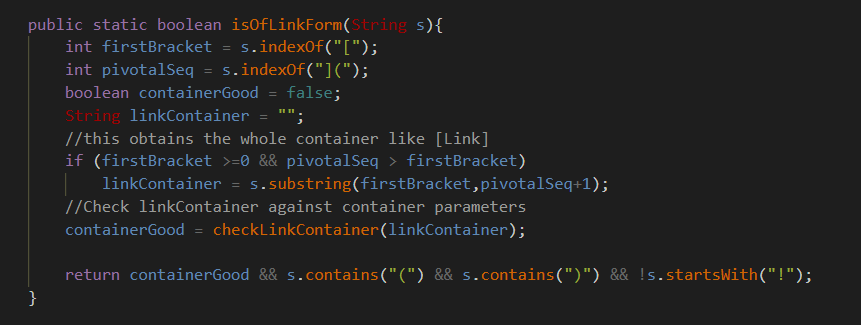 public static boolean isOfLinkForm(String s){
    int firstBracket = s.indexOf("[");
    int pivotalSeq = s.indexOf("](");
    boolean containerGood = false;
    String linkContainer = "";
    //this obtains the whole container like [Link]
    if (firstBracket >=0 && pivotalSeq > firstBracket)
        linkContainer = s.substring(firstBracket,pivotalSeq+1);
    //Check linkContainer against container parameters
    containerGood = checkLinkContainer(linkContainer);

    return containerGood && s.contains("(") && s.contains(")") && !s.startsWith("!");
}